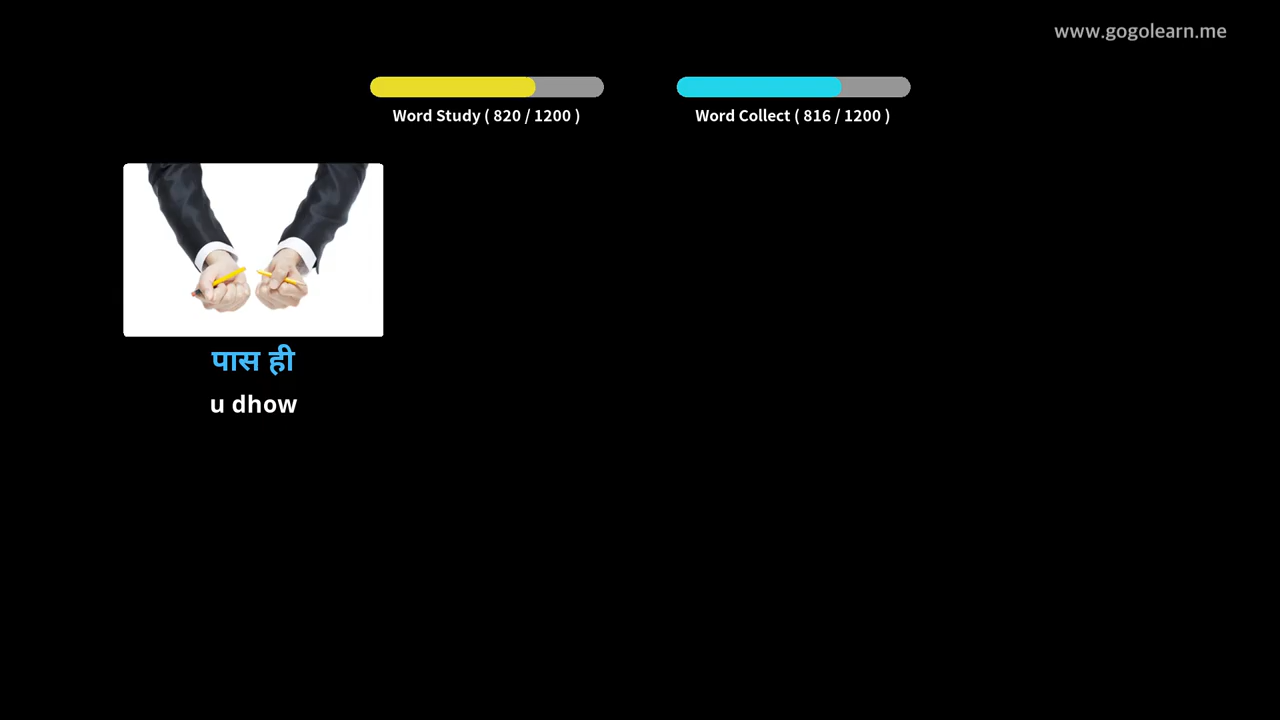 www.gogolearn.me
Word Study ( 820 / 1200 )
Word Collect ( 816 / 1200 )
पास ही
u dhow